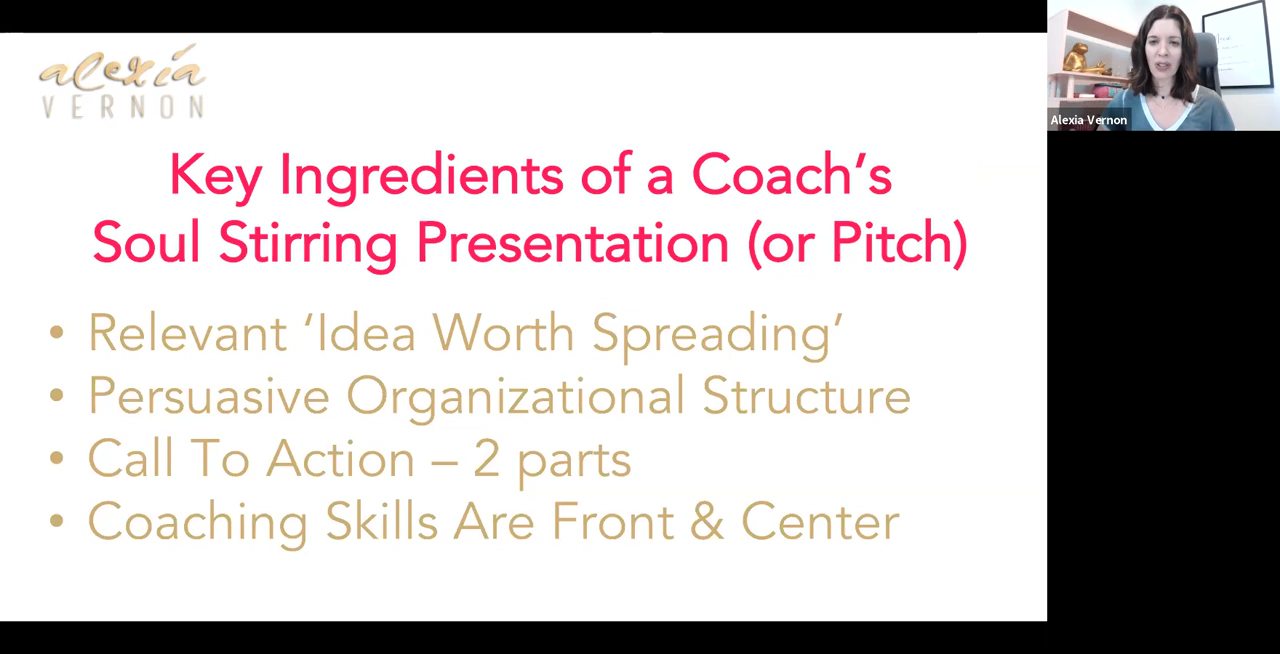 alexia
VERNON
Alexia Vernon
Key Ingredients of a Coach’s
Soul Stirring Presentation (or Pitch)
• Relevant ‘Idea Worth Spreading’
• Persuasive Organizational Structure
• Call To Action – 2 parts
• Coaching Skills Are Front & Center